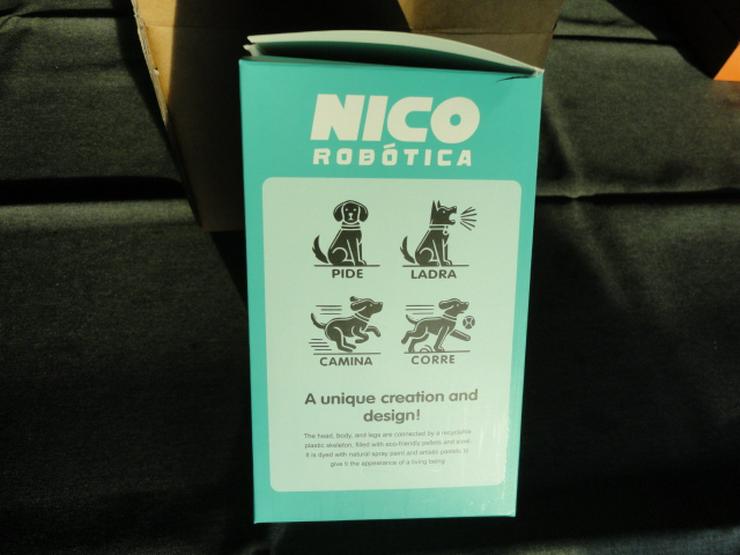 NICO
ROBÓTICA
PIDE LADRA
CAMINA CORRE
A unique creation and
design!
The head, body, and legs are connected by a recyclable
plastic skeleton, filled with eco-friendly pellets and
it is dyed with natural spray paint and artistic pastels to
give ti the appearance of a living being